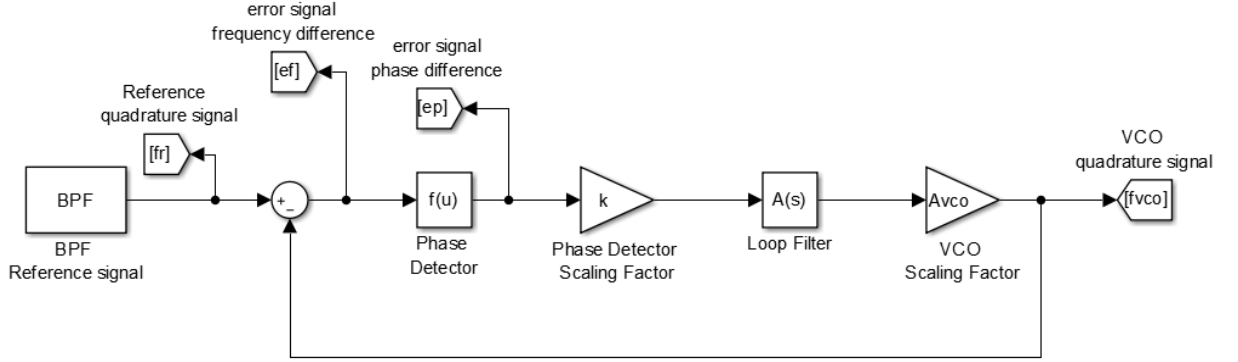 error signal
frequency difference
[ef]
error signal
phase difference
[ep]
Reference
quadrature signal
[fr]
VCO
quadrature signal
[fvco]
BPF
+
_
f(u)
k
A(s)
Avco
BPF
Reference signal
Phase
Detector
Phase Detector
Scaling Factor
Loop Filter
VCO
Scaling Factor